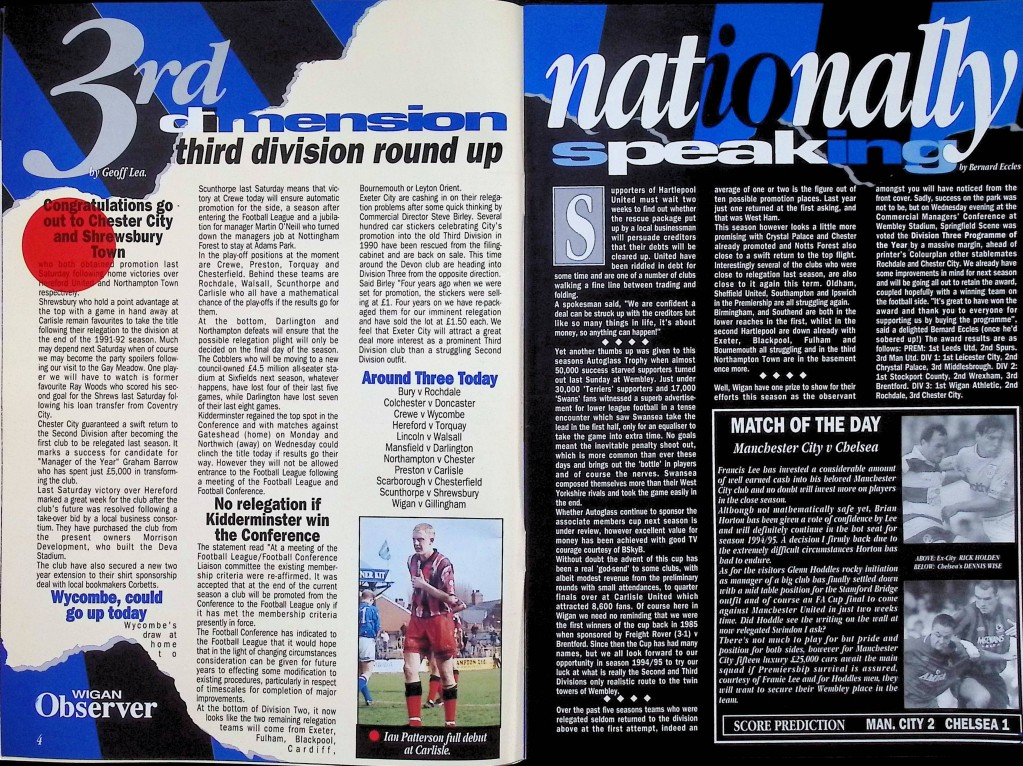 3rd
dimension
third division round up
by Geoff Lea.
Congratulations go
out to Chester City
and Shrewsbury
Town
who both obtained promotion last
Saturday following home victories over
Hereford United and Northampton Town
respectively.
Shrewsbury who hold a point advantage at
the top with a game in hand away at
Carlisle remain favourites to take the title
following their relegation to the division at
the end of the 1991-92 season. Much
may depend next Saturday when of course
we may become the party spoilers follow-
ing our visit to the Gay Meadow. One play-
er we will have to watch is former
favourite Ray Woods who scored his sec-
ond goal for the Shrews last Saturday fol-
lowing his loan transfer from Coventry
City.
Chester City guaranteed a swift return to
the Second Division after becoming the
first club to be relegated last season. It
marks a success for candidate for
"Manager of the Year" Graham Barrow
who has spent just £5,000 in transform-
ing the club.
Last Saturday victory over Hereford
marked a great week for the club after the
club's future was resolved following a
take-over bid by a local business consor-
tium. They have purchased the club from
the present owners Morrison
Development, who built the Deva
Stadium.
The club have also secured a new two
year extension to their shirt sponsorship
deal with local bookmakers Corbetts.
Wycombe, could
go up today
Wycombe's
draw at
home
to
WIGAN
Observer
4
Scunthorpe last Saturday means that vic-
tory at Crewe today will ensure automatic
promotion for the side, a season after
entering the Football League and a jubila-
tion for manager Martin O'Neill who turned
down the managers job at Nottingham
Forest to stay at Adams Park.
In the play-off positions at the moment
are Crewe, Preston, Torquay and
Chesterfield. Behind these teams are
Rochdale, Walsall, Scunthorpe and
Carlisle who all have a mathematical
chance of the play-offs if the results go for
them.
At the bottom, Darlington and
Northampton defeats will ensure that the
possible relegation plight will only be
decided on the final day of the season.
The Cobblers who will be moving to a new
council-owned £4.5 million all-seater sta-
dium at Sixfields next season, whatever
happens, have lost four of their last five
games, while Darlington have lost seven
of their last eight games.
Kidderminster regained the top spot in the
Conference and with matches against
Gateshead (home) on Monday and
Northwich (away) on Wednesday could
clinch the title today if results go their
way. However they will not be allowed
entrance to the Football League following
a meeting of the Football League and
Football Conference.
No relegation if
Kidderminster win
the Conference
The statement read "At a meeting of the
Football League/Football Conference
Liaison committee the existing member-
ship criteria were re-affirmed. It was
accepted that at the end of the current
season a club will be promoted from the
Conference to the Football League only if
it has met the membership criteria
presently in force.
The Football Conference has indicated to
the Football League that it would hope
that in the light of changing circumstances
consideration can be given for future
years to effecting some modification to
existing procedures, particularly in respect
of timescales for completion of major
improvements.
At the bottom of Division Two, it now
looks like the two remaining relegation
teams will come from Exeter,
Fulham, Blackpool,
Cardiff,
Bournemouth or Leyton Orient.
Exeter City are cashing in on their relega-
tion problems after some quick thinking by
Commercial Director Steve Birley. Several
hundred car stickers celebrating City's
promotion into the old Third Division in
1990 have been rescued from the filing-
cabinet and are back on sale. This time
around the Devon club are heading into
Division Three from the opposite direction.
Said Birley "Four years ago when we were
set for promotion, the stickers were sell-
ing at £1. Four years on we have re-pack-
aged them for our imminent relegation
and have sold the lot at £1.50 each. We
feel that Exeter City will attract a great
deal more interest as a prominent Third
Division club than a struggling Second
Division outfit.
Around Three Today
Bury v Rochdale
Colchester v Doncaster
Crewe v Wycombe
Hereford v Torquay
Lincoln v Walsall
Mansfield v Darlington
Northampton v Chester
Preston v Carlisle
Scarborough v Chesterfield
Scunthorpe v Shrewsbury
Wigan v Gillingham
Ian Patterson full debut
at Carlisle.
nationally
speaking
by Bernard Eccles
Supporters of Hartlepool
United must wait two
weeks to find out whether
the rescue package put
up by a local businessman
will persuade creditors
that their debts will be
cleared up. United have
been riddled in debt for
some time and are one of a number of clubs
walking a fine line between trading and
folding.
A spokesman said, "We are confident a
deal can be struck up with the creditors but
like so many things in life, it's about
money, so anything can happen!"
Yet another thumbs up was given to this
seasons Autoglass Trophy when almost
50,000 success starved supporters turned
out last Sunday at Wembley. Just under
30,000 'Terriers' supporters and 17,000
'Swans' fans witnessed a superb advertise-
ment for lower league football in a tense
encounter which saw Swansea take the
lead in the first half, only for an equaliser to
take the game into extra time. No goals
meant the inevitable penalty shoot out,
which is more common than ever these
days and brings out the 'bottle' in players
and of course the nerves. Swansea
composed themselves more than their West
Yorkshire rivals and took the game easily in
the end.
Whether Autoglass continue to sponsor the
associate members cup next season is
under review, however excellent value for
money has been achieved with good TV
courage courtesy of BSkyB.
Without doubt the advent of this cup has
been a real 'god-send' to some clubs, with
albeit modest revenue from the preliminary
rounds with small attendances, to quarter
finals over at Carlisle United which
attracted 8,600 fans. Of course here in
Wigan we need no reminding that we were
the first winners of the cup back in 1985
when sponsored by Freight Rover (3-1) v
Brentford. Since then the Cup has had many
names, but we all look forward to our
opportunity in season 1994/95 to try our
luck at what is really the Second and Third
Divisions only realistic route to the twin
towers of Wembley.
Over the past five seasons teams who were
relegated seldom returned to the division
above at the first attempt, indeed an
average of one or two is the figure out of
ten possible promotion places. Last year
just one returned at the first asking, and
that was West Ham.
This season however looks a little more
promising with Crystal Palace and Chester
already promoted and Notts Forest also
close to a swift return to the top flight.
Interestingly several of the clubs who were
close to relegation last season, are also
close to it again this term. Oldham,
Sheffield United, Southampton and Ipswich
in the Premiership are all struggling again.
Birmingham, and Southend are both in the
lower reaches in the first, whilst in the
second Hartlepool are down already with
Exeter, Blackpool, Fulham and
Bournemouth all struggling and in the third
Northampton Town are in the basement
once more.
Well, Wigan have one prize to show for their
efforts this season as the observant
amongst you will have noticed from the
front cover. Sadly, success on the park was
not to be, but on Wednesday evening at the
Commercial Managers' Conference at
Wembley Stadium, Springfield Scene was
voted the Division Three Programme of
the Year by a massive margin, ahead of
printer's Colourplan other stablemates
Rochdale and Chester City. We already have
some improvements in mind for next season
and will be going all out to retain the award,
coupled hopefully with a winning team on
the football side. "It's great to have won the
award and thank you to everyone for
supporting us by buying the programme",
said a delighted Bernard Eccles (once he'd
sobered up!) The award results are as
follows: PREM: 1st Leeds Utd. 2nd Spurs.
3rd Man Utd. DIV 1: 1st Leicester City, 2nd
Chrystal Palace, 3rd Middlesbrough. DIV 2:
1st Stockport County, 2nd Wrexham, 3rd
Brentford. DIV 3: 1st Wigan Athletic, 2nd
Rochdale, 3rd Chester City.
MATCH OF THE DAY
Manchester City v Chelsea
Francis Lee has invested a considerable amount
of well earned cash into his beloved Manchester
City club and no doubt will invest more on players
in the close season.
Although not mathematically safe yet, Brian
Horton has been given a vote of confidence by Lee
and will definitely continue in the hot seat for
season 1994/95. A decision I firmly back due to
the extremely difficult circumstances Horton has
had to endure.
As for the visitors Glenn Hoddles rocky initiation
as manager of a big club has finally settled down
with a mid table position for the Stamford Bridge
outfit and of course an FA Cup final to come
against Manchester United in just two weeks
time. Did Hoddle see the writing on the wall at
now relegated Swindon I ask?
There's not much to play for but pride and
position for both sides, however for Manchester
City fifteen luxury £25,000 cars await the main
squad if Premiership survival is assured,
courtesy of Franie Lee and for Hoddles men, they
will want to secure their Wembley place in the
team.
ABOVE: Ex-City RICK HOLDEN
BELOW: Chelsea's DENNIS WISE
SCORE PREDICTION MAN. CITY 2 CHELSEA 1